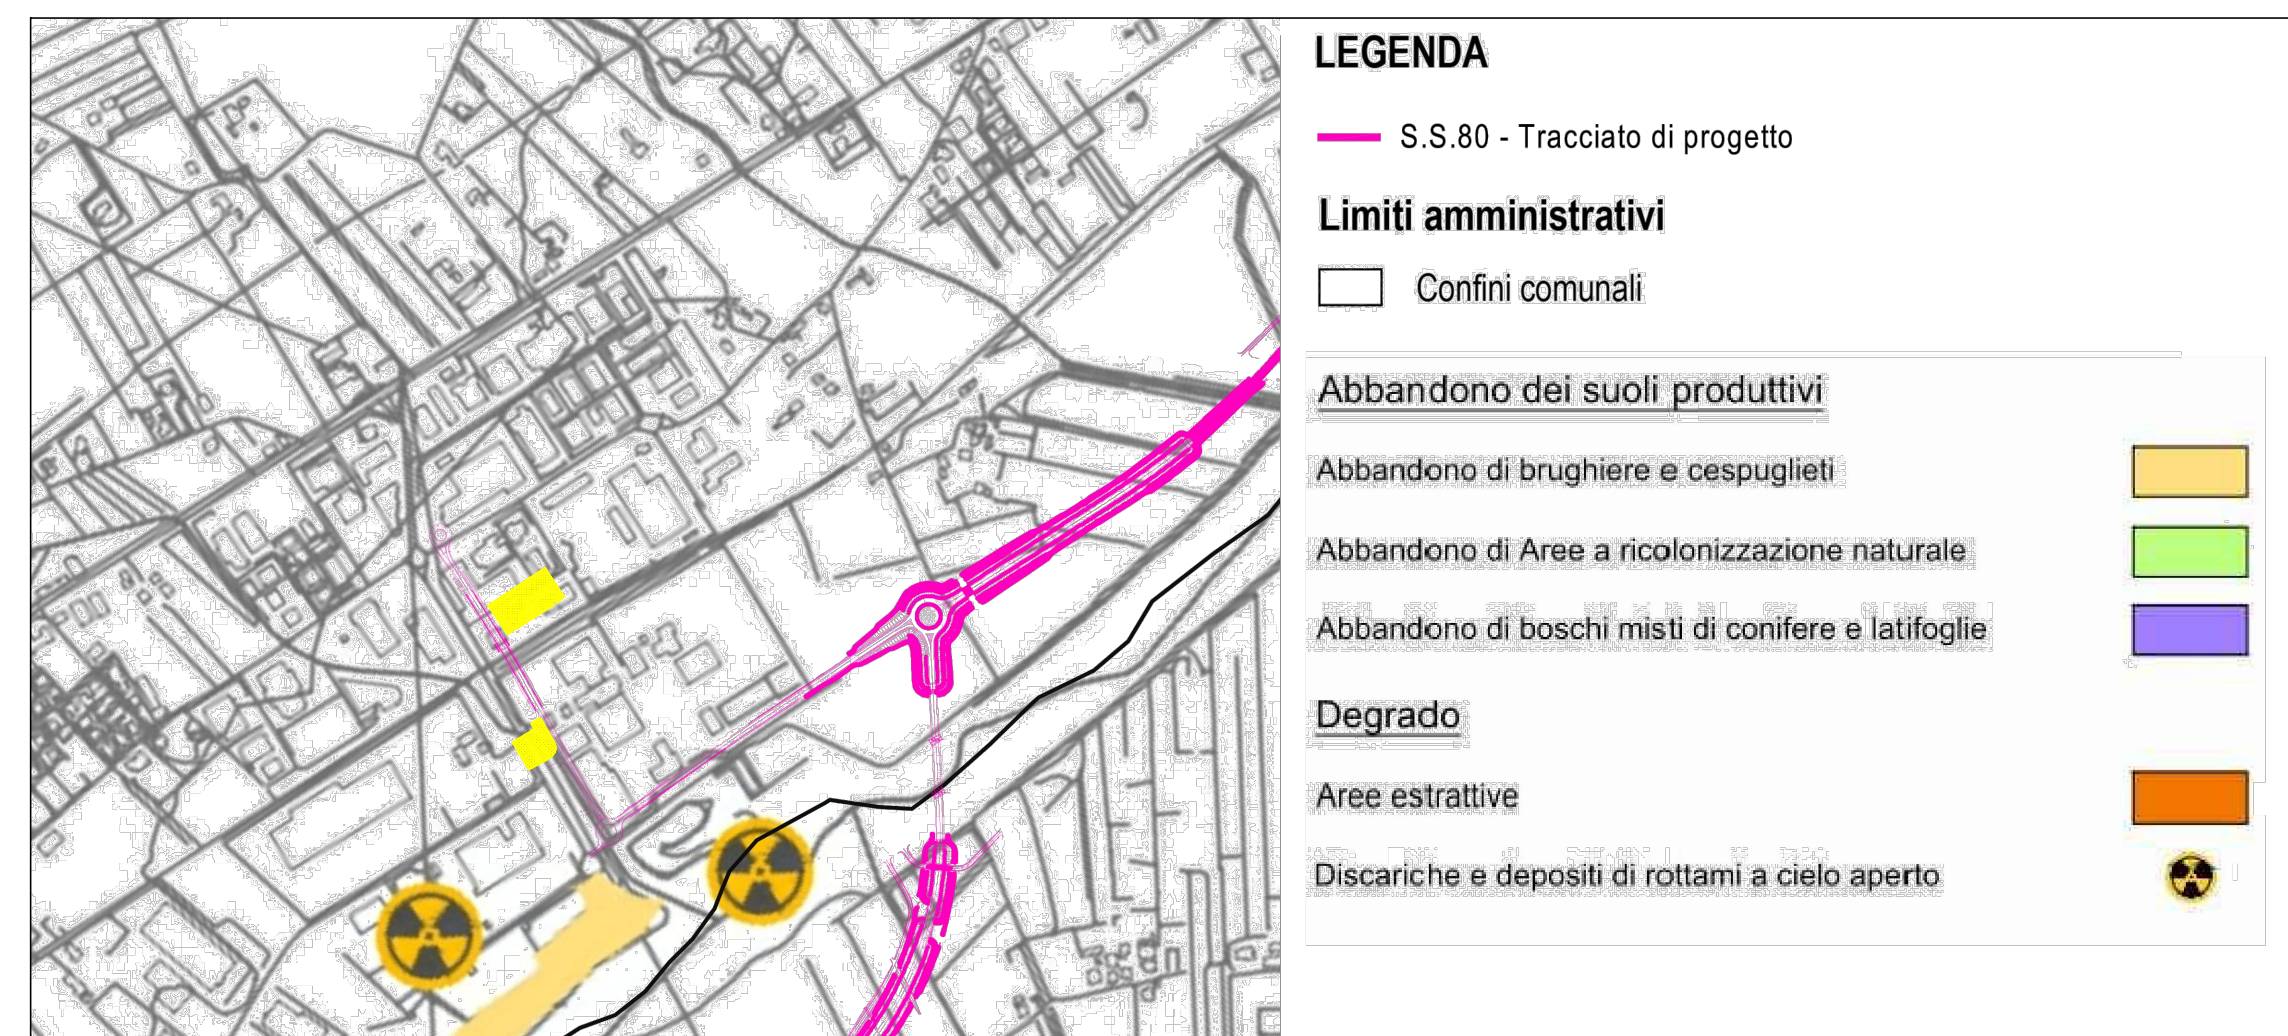 LEGENDA
S.S.80 - Tracciato di progetto
Limiti amministrativi
Confini comunali
Abbandono dei suoli produttivi
Abbandono di brughiere e cespuglieti
Abbandono di Aree a ricolonizzazione naturale
Abbandono di boschi misti di conifere e latifoglie
Degrado
Aree estrattive
Discariche e depositi di rottami a cielo aperto